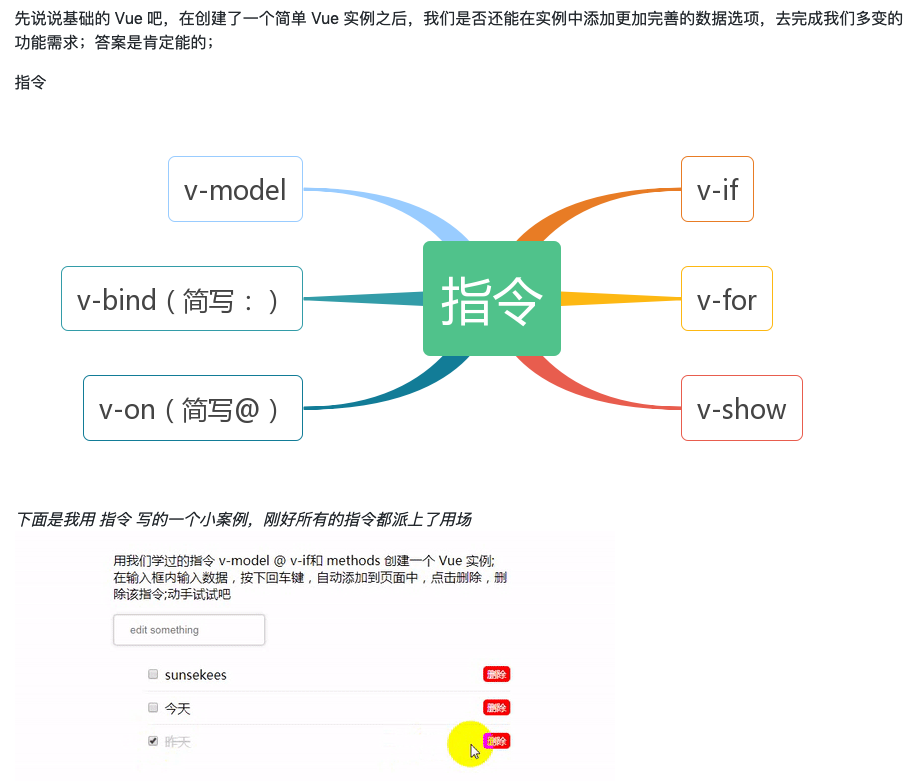 先说说基础的 Vue 吧，在创建了一个简单 Vue 实例之后，我们是否还能在实例中添加更加完善的数据选项，去完成我们多变的
功能需求；答案是肯定能的；
指令
v-model
v-if
v-bind（简写：）
指令
v-for
v-on（简写@）
v-show
下面是我用 指令 写的一个小案例，刚好所有的指令都派上了用场
用我们学过的指令 v-model @ v-if和 methods 创建一个 Vue 实例;
在输入框内输入数据，按下回车键，自动添加到页面中，点击删除，删
除该指令;动手试试吧
edit something
sunsekees 删除
今天 删除
昨天 删除